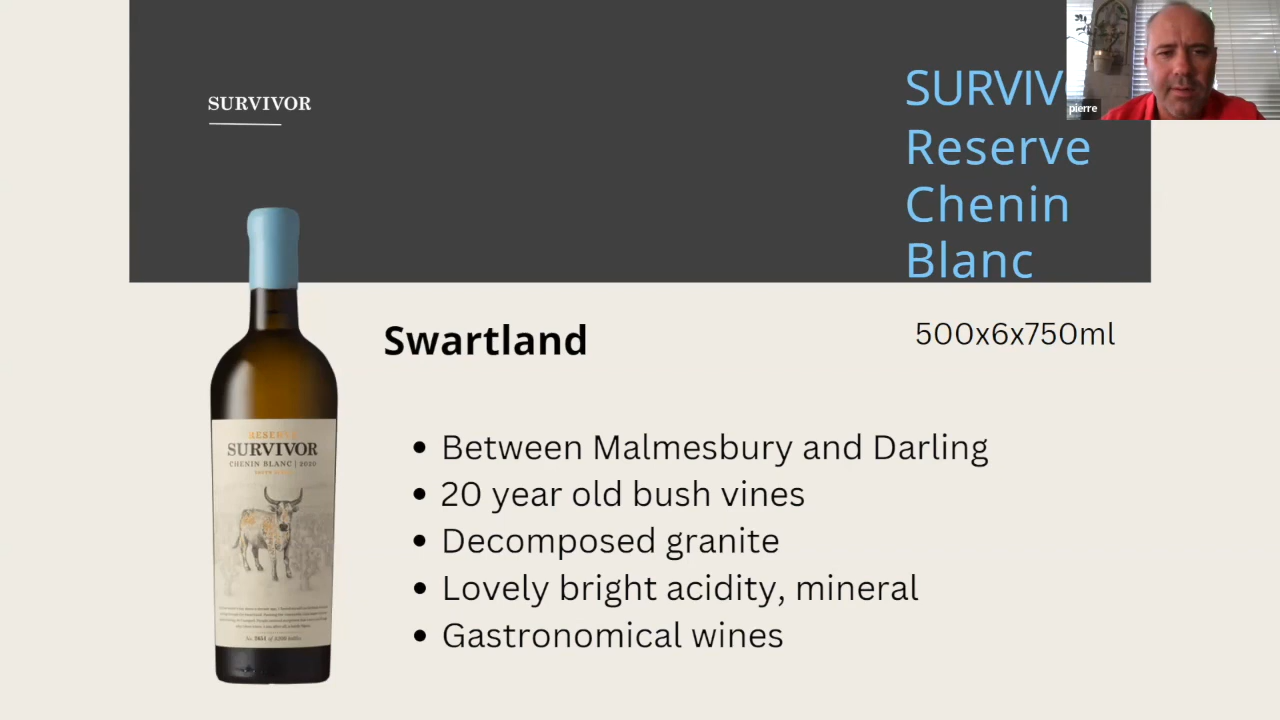 SURVIVOR
SURVIV
Reserve
Chenin
Blanc
pierre
Swartland
500x6x750ml
Between Malmesbury and Darling
20 year old bush vines
Decomposed granite
Lovely bright acidity, mineral
Gastronomical wines
RESERVE
SURVIVOR
CHENIN BLANC | 2020